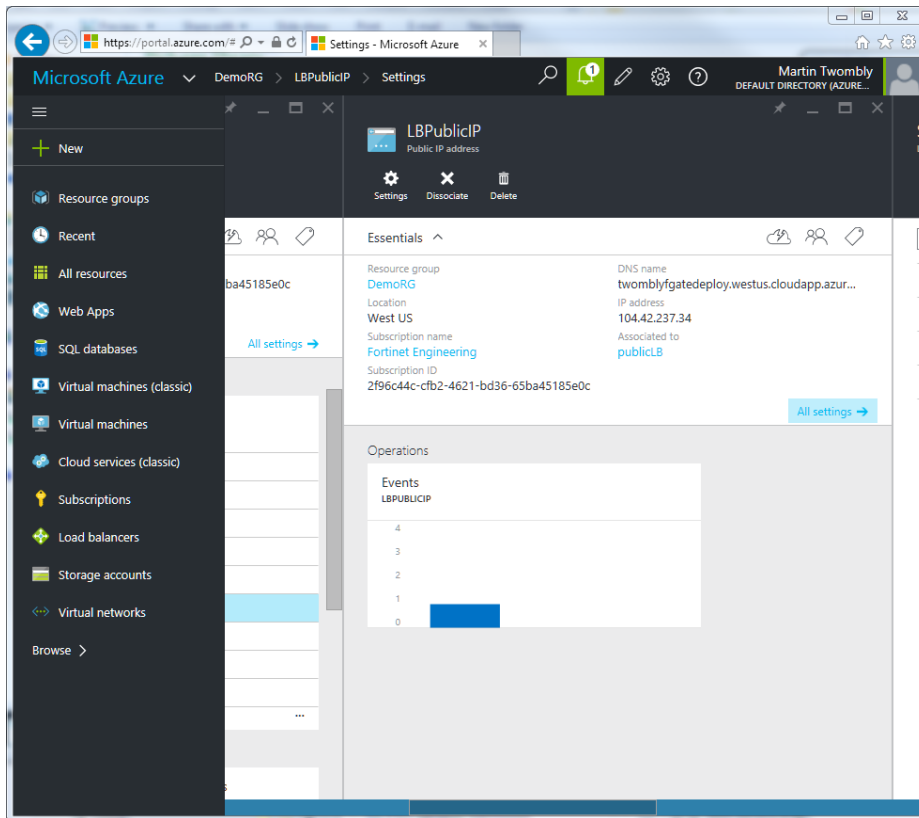 https://portal.azure.com/#
Settings - Microsoft Azure
Microsoft Azure
DemoRG > LBPublicIP > Settings
1
Martin Twombly
DEFAULT DIRECTORY (AZURE...
New
Resource groups
Recent
All resources
Web Apps
SQL databases
Virtual machines (classic)
Virtual machines
Cloud services (classic)
Subscriptions
Load balancers
Storage accounts
Virtual networks
Browse >
ba45185e0c
All settings →
...
LBPublicIP
Public IP address
Settings
Dissociate
Delete
Essentials
Resource group
DemoRG
Location
West US
Subscription name
Fortinet Engineering
Subscription ID
2f96c44c-cfb2-4621-bd36-65ba45185e0c
DNS name
twomblyfgatedeploy.westus.cloudapp.azur...
IP address
104.42.237.34
Associated to
publicLB
All settings →
Operations
Events
LBPUBLICIP
4
3
2
1
0